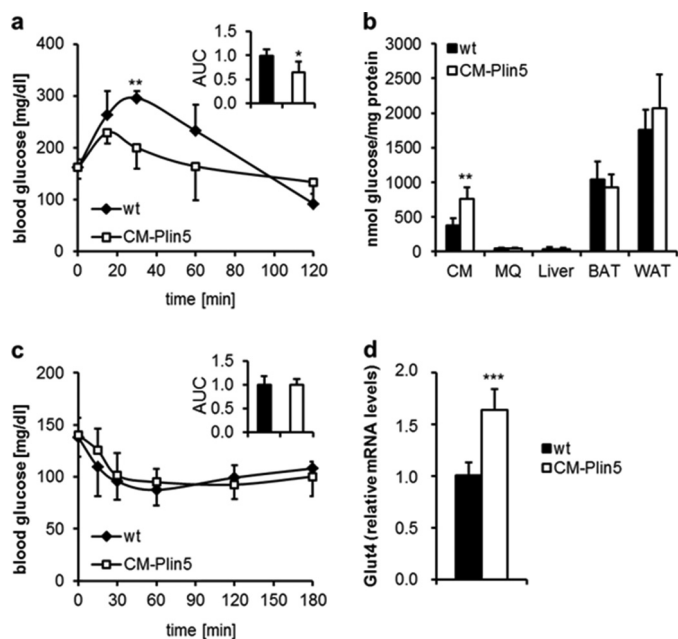 a
blood glucose [mg/dl]
400
300
200
100
0
0 20 40 60 80 100 120
time [min]
**
wt
CM-Plin5
AUC
1.5
1.0
0.5
0.0
*
b
nmol glucose/mg protein
3000
2500
2000
1500
1000
500
0
wt
CM-Plin5
**
CM MQ Liver BAT WAT
c
blood glucose [mg/dl]
200
150
100
50
0
0 30 60 90 120 150 180
time [min]
wt
CM-Plin5
AUC
1.5
1.0
0.5
0.0
d
Glut4 (relative mRNA levels)
2.0
1.5
1.0
0.5
0.0
***
wt
CM-Plin5